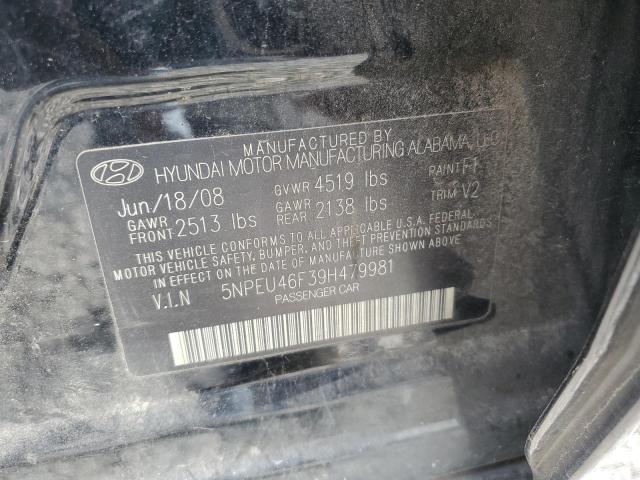 MANUFACTURED BY
HYUNDAI MOTOR MANUFACTURING ALABAMA, LLC
Jun/18/08 GVWR 4519 lbs PAINT F1
GAWR FRONT 2513 lbs GAWR REAR 2138 lbs TRIM V2
THIS VEHICLE CONFORMS TO ALL APPLICABLE U.S.A. FEDERAL
MOTOR VEHICLE SAFETY, BUMPER, AND THEFT PREVENTION STANDARDS
IN EFFECT ON THE DATE OF MANUFACTURE SHOWN ABOVE.
V.I.N 5NPEU46F39H479981
PASSENGER CAR